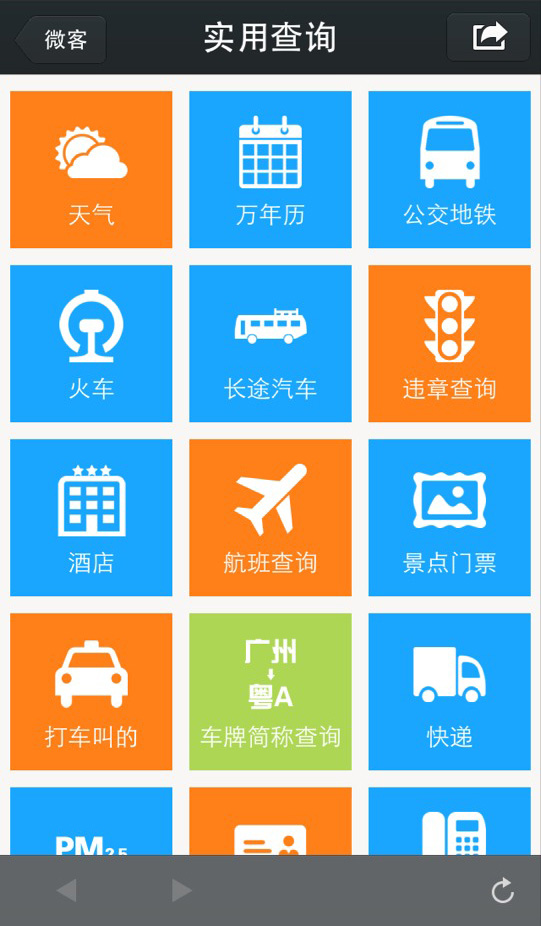 微客
实用查询
天气
万年历
公交地铁
火车
长途汽车
违章查询
酒店
航班查询
景点门票
打车叫的
广州
粤A
车牌简称查询
快递
PM2.5